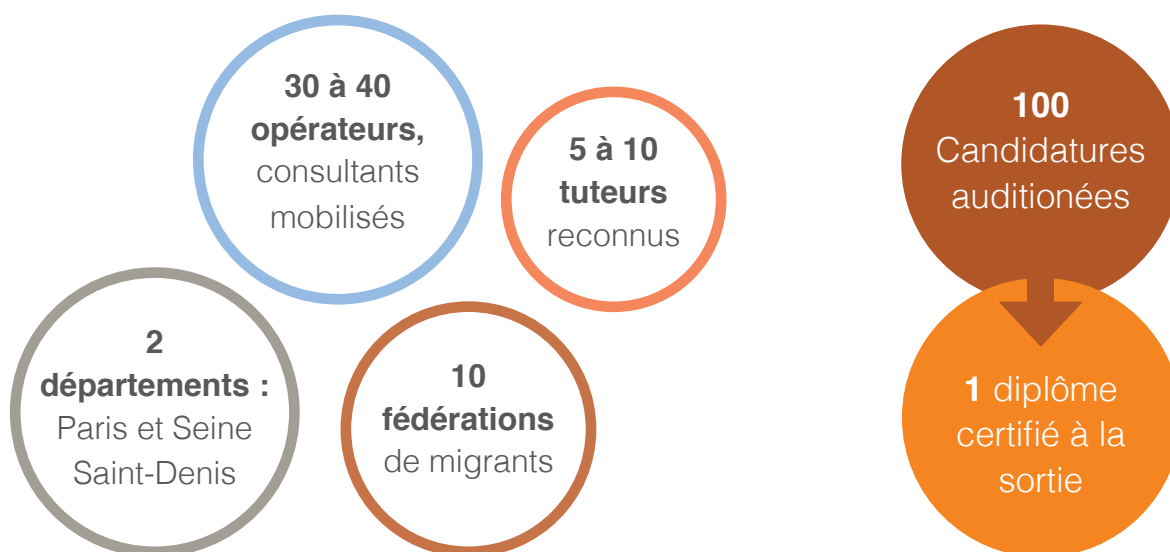 30 à 40
opérateurs,
consultants
mobilisés
5 à 10
tuteurs
reconnus
100
Candidatures
auditionées
2
départements :
Paris et Seine
Saint-Denis
10
fédérations
de migrants
1 diplôme
certifié à la
sortie